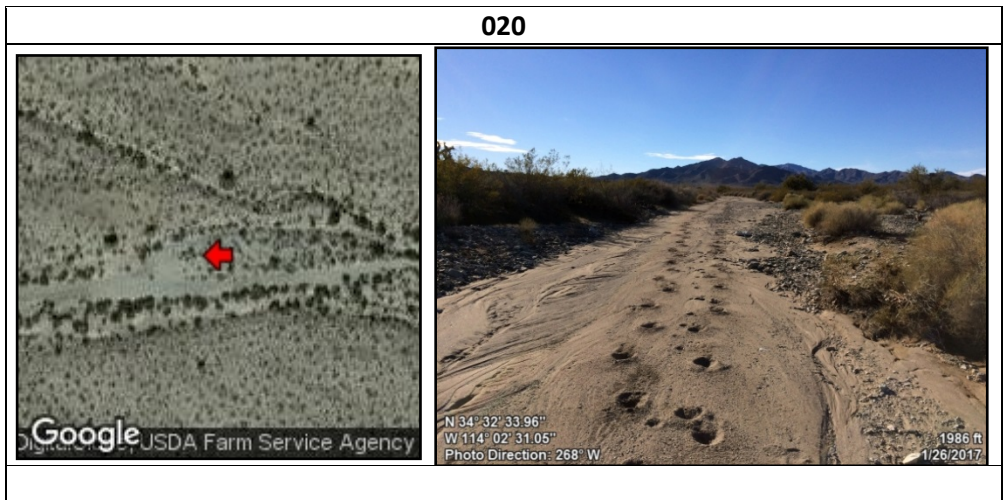 020
Google
USDA Farm Service Agency
N 34° 32' 33.96"
W 114° 02' 31.05"
Photo Direction: 268° W
1986 ft
1/26/2017